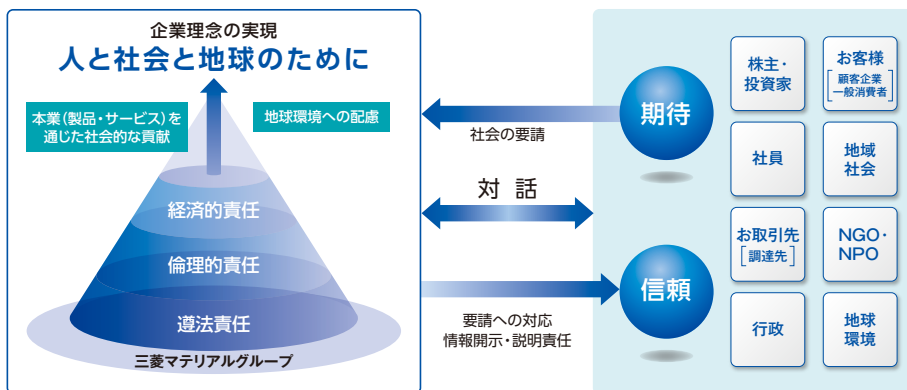 企業理念の実現
人と社会と地球のために
本業(製品・サービス)を
通じた社会的な貢献
地球環境への配慮
経済的責任
倫理的責任
遵法責任
三菱マテリアルグループ
社会の要請
対 話
要請への対応
情報開示・説明責任
期待
信頼
株主・
投資家
お客様
[顧客企業
一般消費者]
社員
地域
社会
お取引先
[調達先]
NGO・
NPO
行政
地球
環境